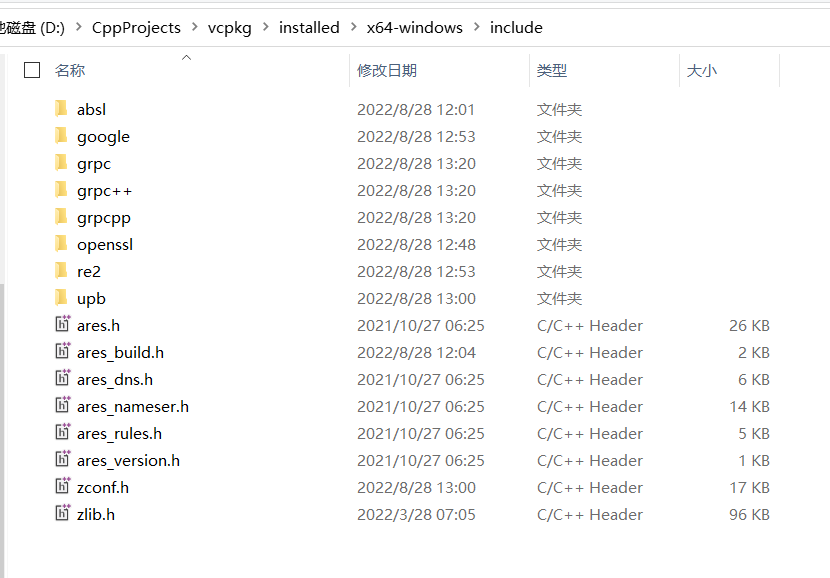 磁盘 (D:) > CppProjects > vcpkg > installed > x64-windows > include
名称 修改日期 类型 大小
absl 2022/8/28 12:01 文件夹
google 2022/8/28 12:53 文件夹
grpc 2022/8/28 13:20 文件夹
grpc++ 2022/8/28 13:20 文件夹
grpcpp 2022/8/28 13:20 文件夹
openssl 2022/8/28 12:48 文件夹
re2 2022/8/28 12:53 文件夹
upb 2022/8/28 13:00 文件夹
ares.h 2021/10/27 06:25 C/C++ Header 26 KB
ares_build.h 2022/8/28 12:04 C/C++ Header 2 KB
ares_dns.h 2021/10/27 06:25 C/C++ Header 6 KB
ares_nameser.h 2021/10/27 06:25 C/C++ Header 14 KB
ares_rules.h 2021/10/27 06:25 C/C++ Header 5 KB
ares_version.h 2021/10/27 06:25 C/C++ Header 1 KB
zconf.h 2022/8/28 13:00 C/C++ Header 17 KB
zlib.h 2022/3/28 07:05 C/C++ Header 96 KB